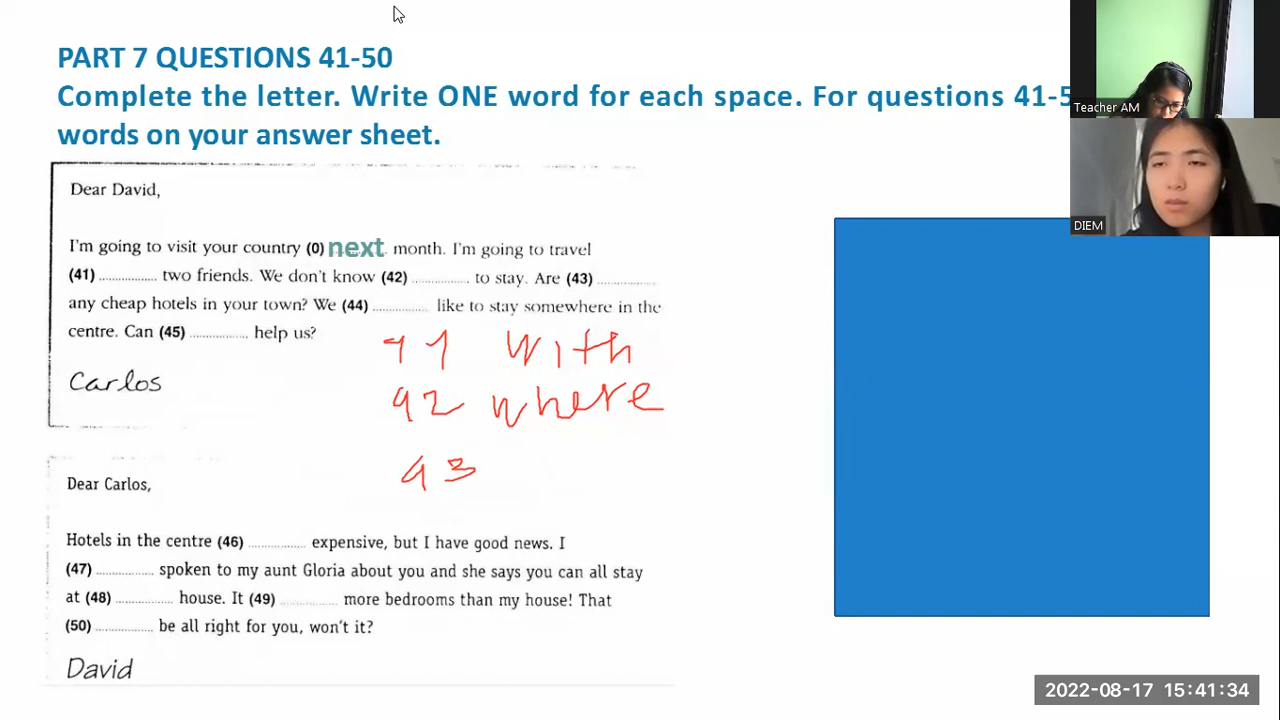 PART 7 QUESTIONS 41-50
Complete the letter. Write ONE word for each space. For questions 41-5
words on your answer sheet.
Teacher AM
DIEM
Dear David,
I'm going to visit your country (0) next month. I'm going to travel
(41) ............ two friends. We don't know (42) ............ to stay. Are (43) ............
any cheap hotels in your town? We (44) ............ like to stay somewhere in the
centre. Can (45) ............ help us?
Carlos
41 with
42 where
43
Dear Carlos,
Hotels in the centre (46) ............ expensive, but I have good news. I
(47) ............ spoken to my aunt Gloria about you and she says you can all stay
at (48) ............ house. It (49) ............ more bedrooms than my house! That
(50) ............ be all right for you, won't it?
David
2022-08-17 15:41:34